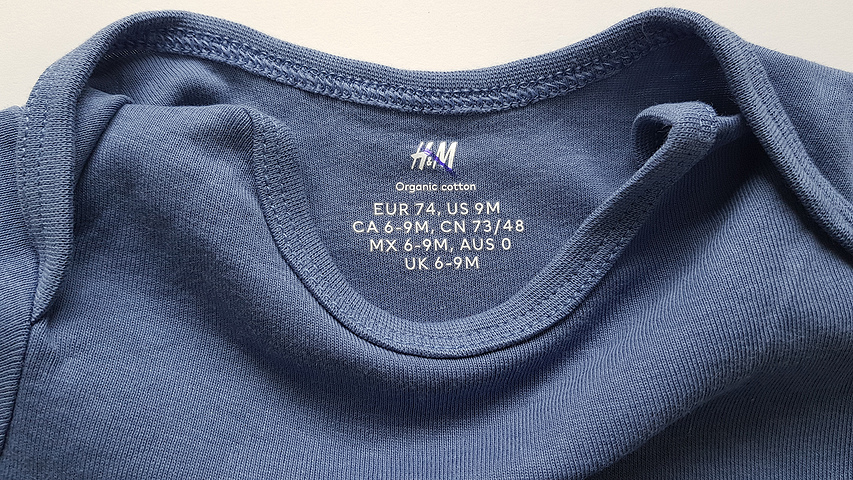 H&M
Organic cotton
EUR 74, US 9M
CA 6-9M, CN 73/48
MX 6-9M, AUS 0
UK 6-9M